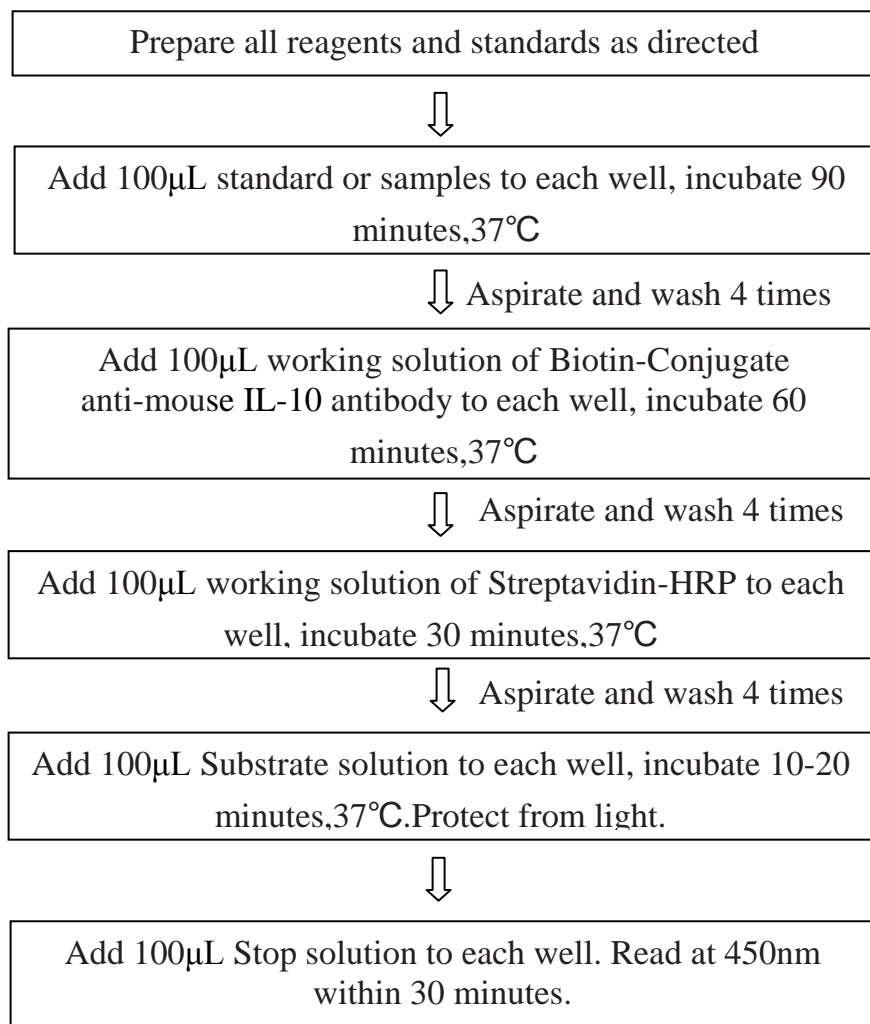 Prepare all reagents and standards as directed
Add 100μL standard or samples to each well, incubate 90
minutes,37℃
Aspirate and wash 4 times
Add 100μL working solution of Biotin-Conjugate
anti-mouse IL-10 antibody to each well, incubate 60
minutes,37℃
Aspirate and wash 4 times
Add 100μL working solution of Streptavidin-HRP to each
well, incubate 30 minutes,37℃
Aspirate and wash 4 times
Add 100μL Substrate solution to each well, incubate 10-20
minutes,37℃.Protect from light.
Add 100μL Stop solution to each well. Read at 450nm
within 30 minutes.